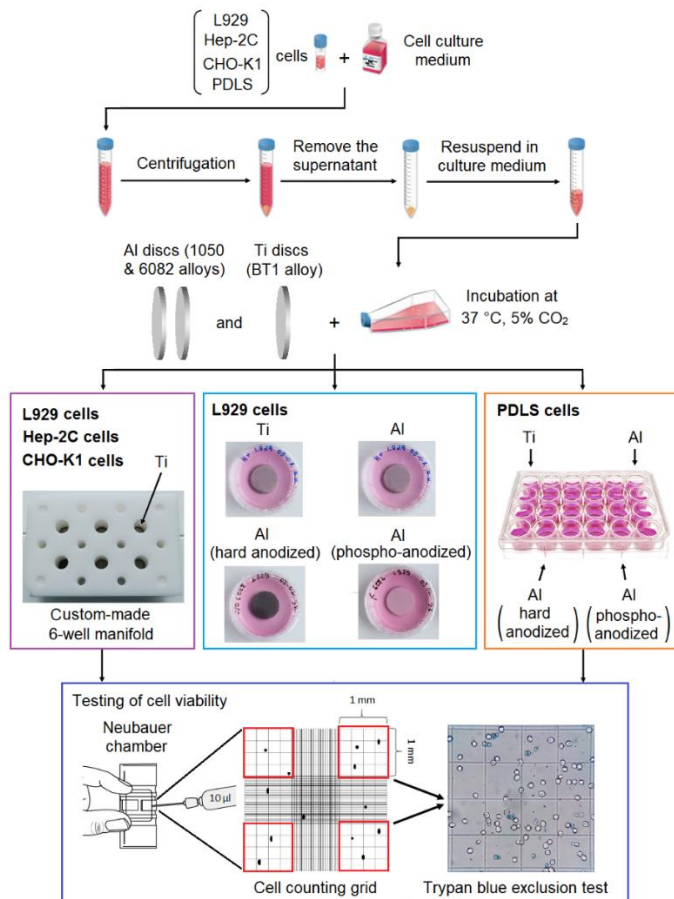 L929
Hep-2C
CHO-K1
PDLS
cells
+
Cell culture
medium
Centrifugation
Remove the
supernatant
Resuspend in
culture medium
Al discs (1050
& 6082 alloys)
Ti discs
(BT1 alloy)
and
+
Incubation at
37 °C, 5% CO₂
L929 cells
Hep-2C cells
CHO-K1 cells
Ti
Custom-made
6-well manifold
L929 cells
Ti
Al
Al
(hard anodized)
Al
(phospho-anodized)
PDLS cells
Ti
Al
Al
(hard
anodized)
Al
(phospho-
anodized)
Testing of cell viability
Neubauer
chamber
10 µl
1 mm
1 mm
Cell counting grid
Trypan blue exclusion test